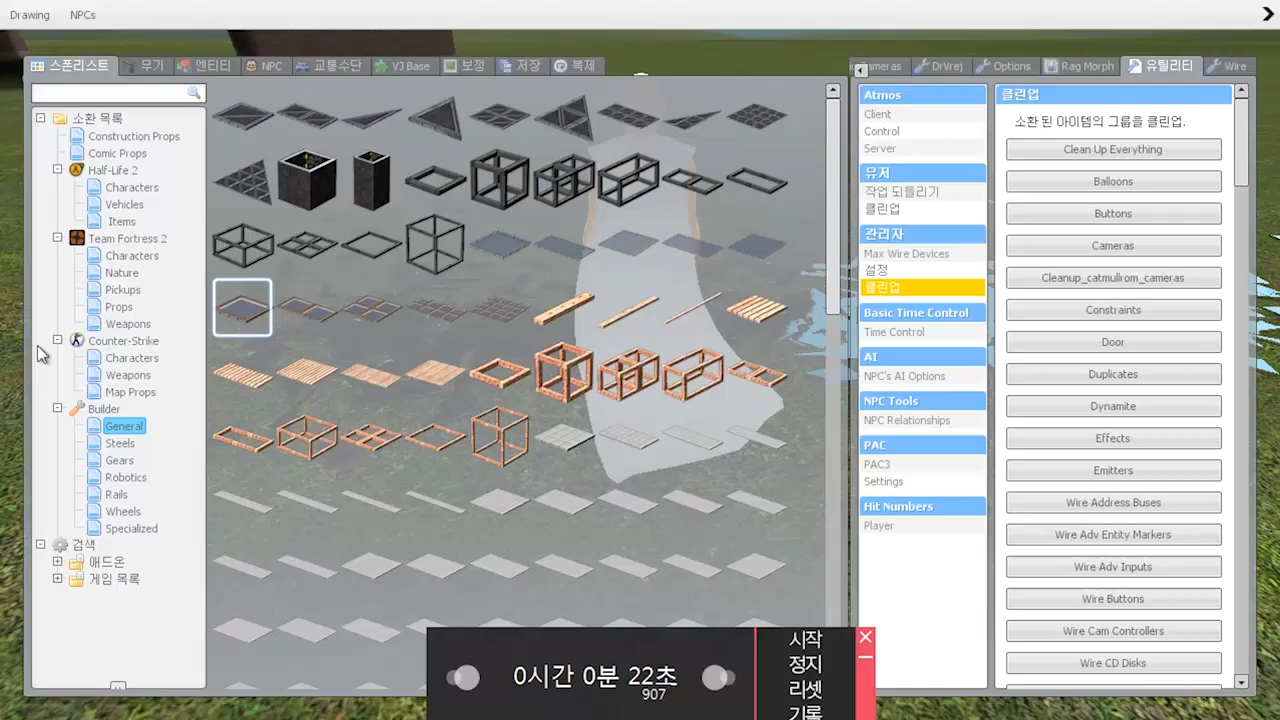 Drawing NPCs
스폰리스트 무기 엔티티 NPC 교통수단 VJ Base 보정 저장 복제
소환 목록
Construction Props
Comic Props
Half-Life 2
Characters
Vehicles
Items
Team Fortress 2
Characters
Nature
Pickups
Props
Weapons
Counter-Strike
Characters
Weapons
Map Props
Builder
General
Steels
Gears
Robotics
Rails
Wheels
Specialized
검색
애드온
게임 목록
DrVrej Options Rag Morph 유틸리티 Wire
Atmos
Client
Control
Server
유저
작업 되돌리기
클린업
관리자
Max Wire Devices
설정
클린업
Basic Time Control
Time Control
AI
NPC's AI Options
NPC Tools
NPC Relationships
PAC
PAC3
Settings
Hit Numbers
Player
클린업
소환 된 아이템의 그룹을 클린업.
Clean Up Everything
Balloons
Buttons
Cameras
Cleanup_catmullrom_cameras
Constraints
Door
Duplicates
Dynamite
Effects
Emitters
Wire Address Buses
Wire Adv Entity Markers
Wire Adv Inputs
Wire Buttons
Wire Cam Controllers
Wire CD Disks
0시간 0분 22초
907
시작
정지
리셋
기록